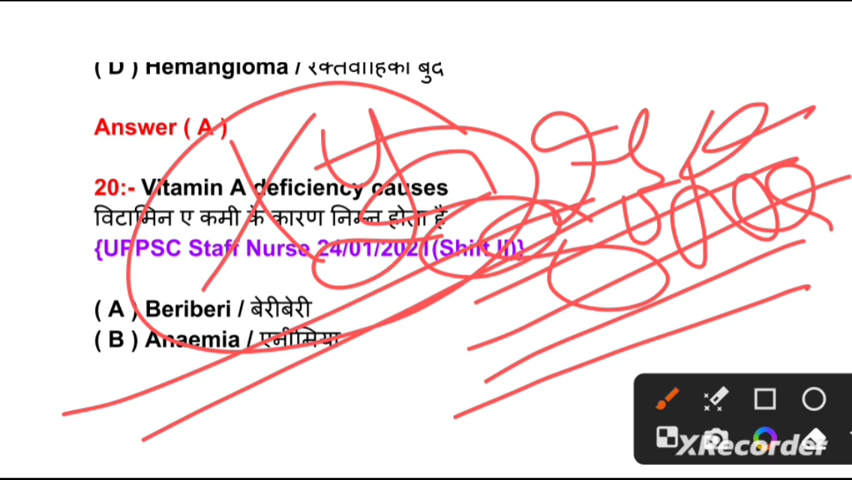 ( D ) Hemangioma / रक्तवाहिका बुद
Answer ( A )
20:- Vitamin A deficiency causes
विटामिन ए कमी के कारण निम्न होता है
{UPPSC Staff Nurse 24/01/2021(Shift II)}
( A ) Beriberi / बेरीबेरी
( B ) Anaemia / एनीमिया
XRecorder